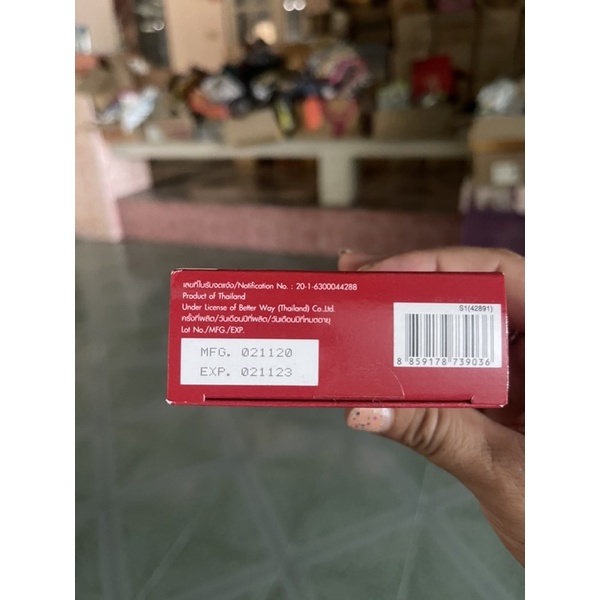 เลขที่ใบรับจดแจ้ง/Notification No. : 20-1-6300044288
Product of Thailand
Under License of Better Way (Thailand) Co.,Ltd.
ครั้งที่ผลิต/วันเดือนปีที่ผลิต/วันเดือนปีที่หมดอายุ
Lot No./MFG./EXP.
MFG. 021120
EXP. 021123
S1(42891)
8 859178 739036